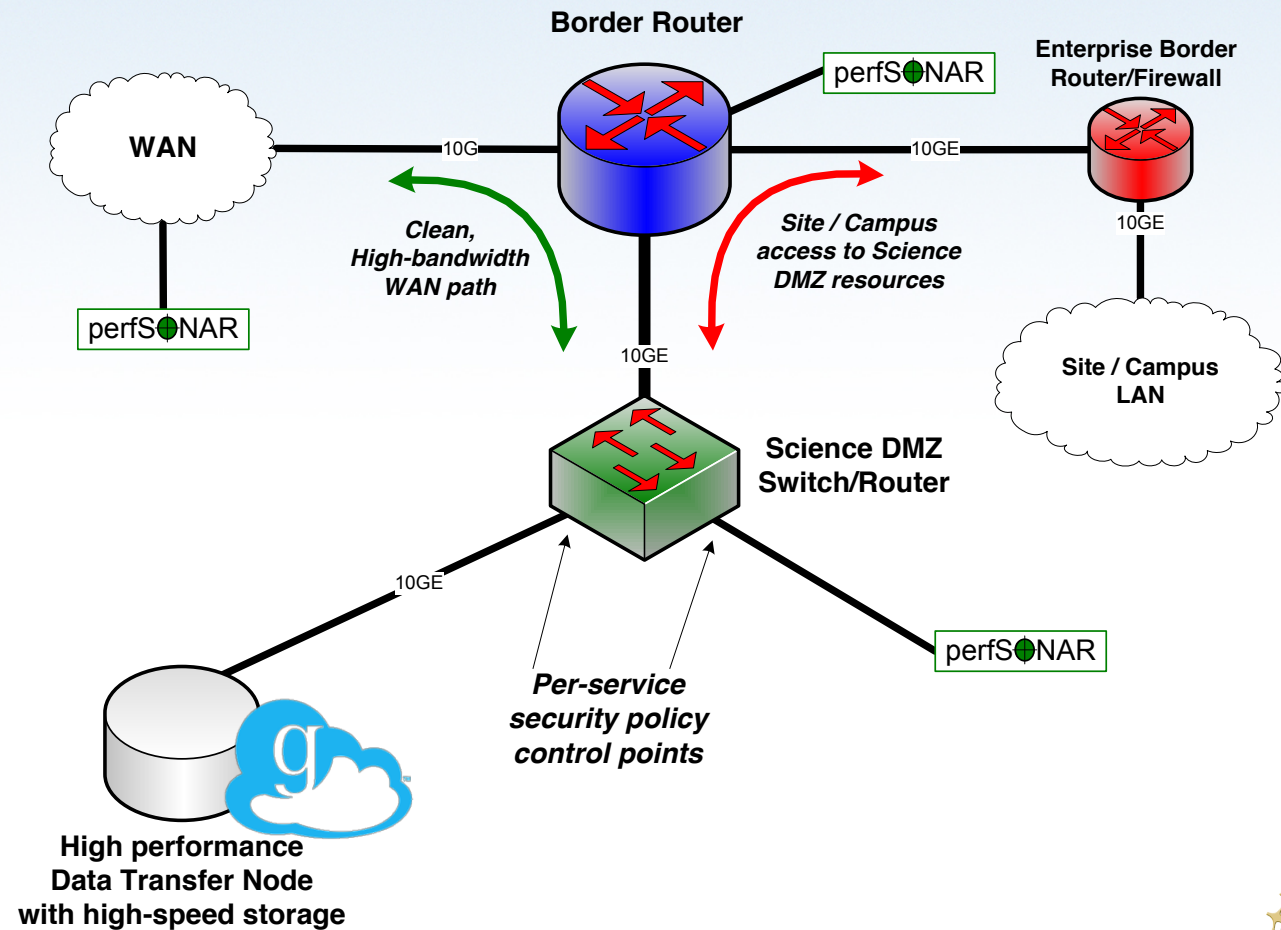 Border Router
perfSONAR
Enterprise Border
Router/Firewall
WAN
10G
10GE
10GE
Clean,
High-bandwidth
WAN path
Site / Campus
access to Science
DMZ resources
perfSONAR
10GE
Site / Campus
LAN
Science DMZ
Switch/Router
10GE
perfSONAR
Per-service
security policy
control points
g
High performance
Data Transfer Node
with high-speed storage